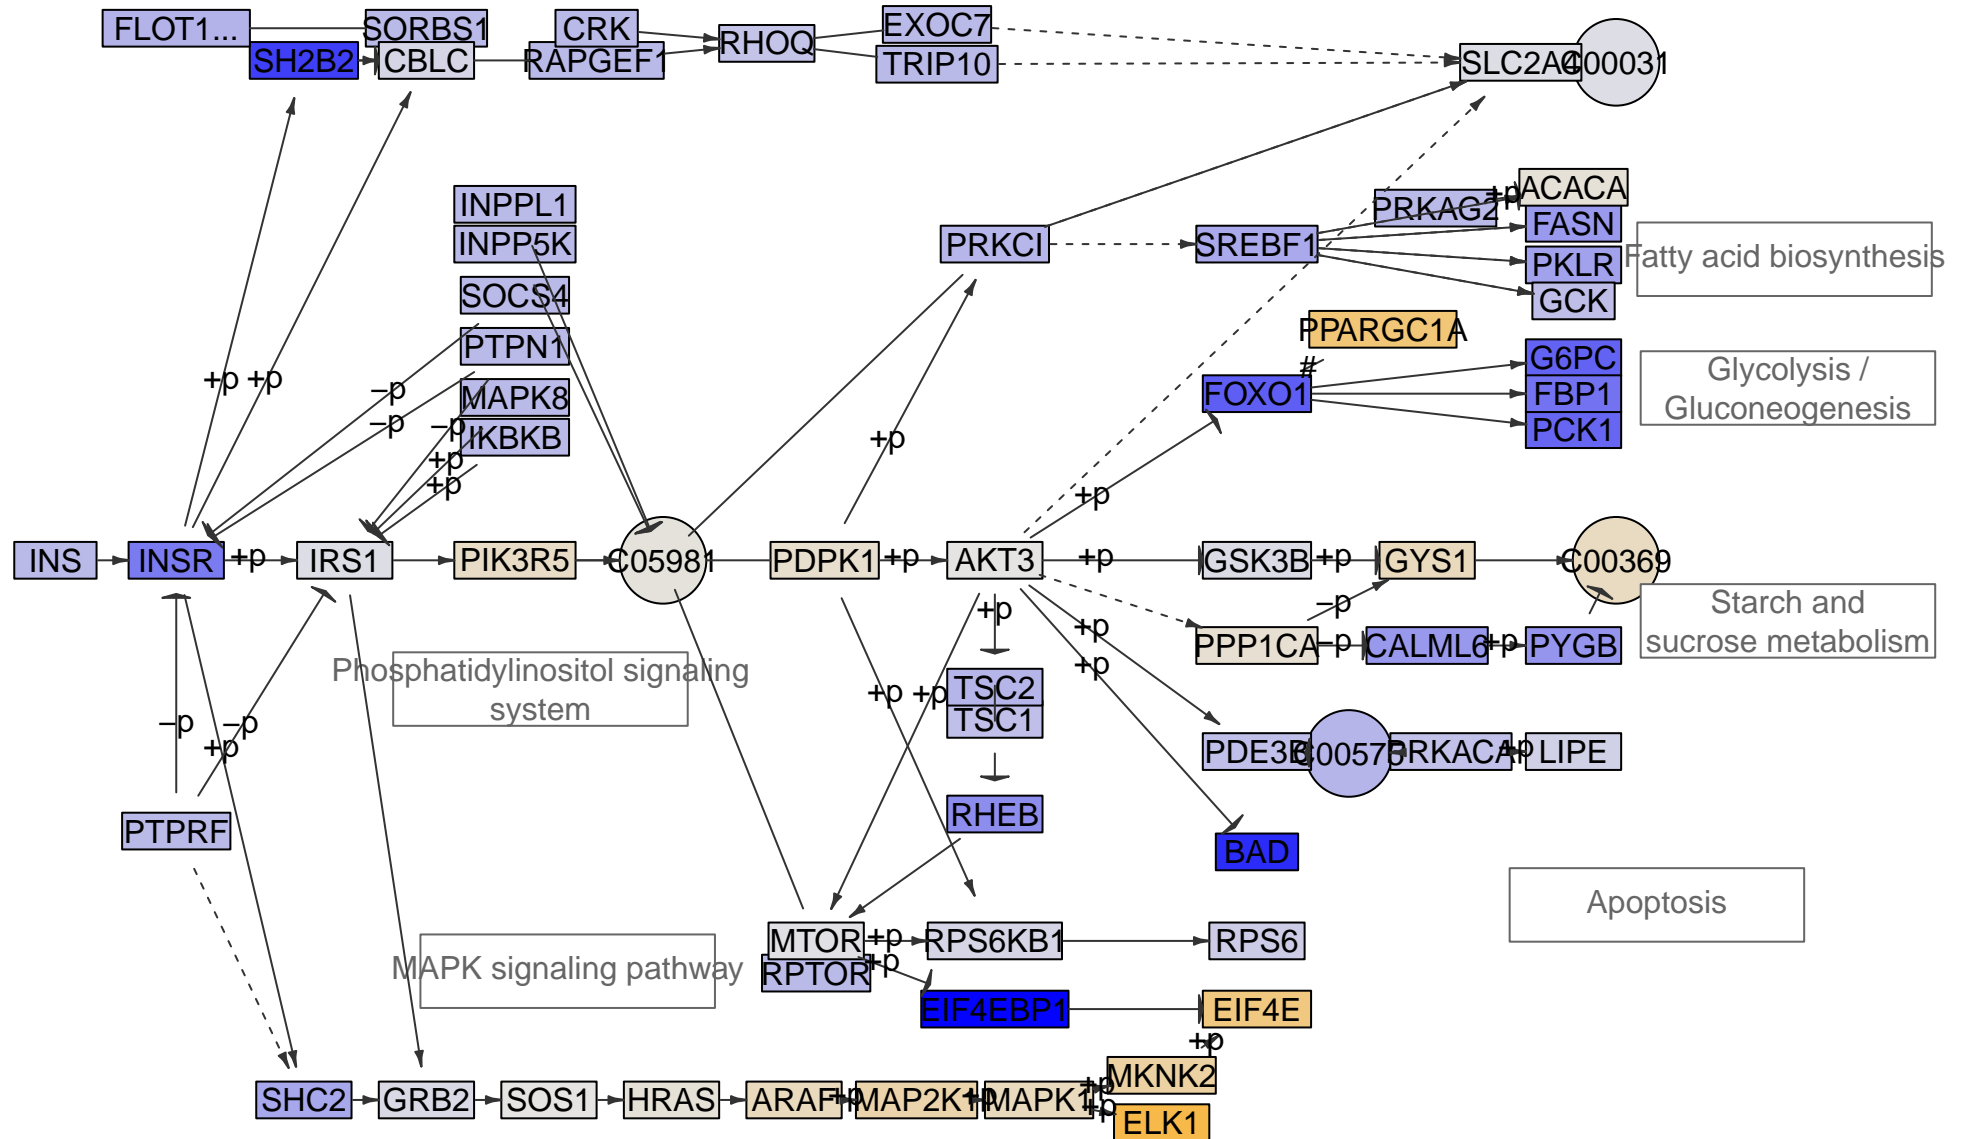 FLOT1...
SORBS1
CRK
RHOQ
EXOC7
SH2B2
CBLC
RAPGEF1
TRIP10
SLC2A4
C00031
INPPL1
INPP5K
SOCS4
PTPN1
MAPK8
IKBKB
PRKCI
SREBF1
PRKAG2
+p
ACACA
FASN
PKLR
GCK
Fatty acid biosynthesis
PPARGC1A
#
FOXO1
G6PC
FBP1
PCK1
Glycolysis /
Gluconeogenesis
+p
+p
−p
−p
−p
+p
+p
+p
+p
INS
INSR
+p
IRS1
PIK3R5
C05981
PDPK1
+p
AKT3
+p
GSK3B
+p
GYS1
C00369
−p
+p
+p
+p
PPP1CA
−p
CALML6
+p
PYGB
Starch and
sucrose metabolism
Phosphatidylinositol signaling
system
−p
+p
−p
+p
+p
TSC2
TSC1
PDE3B
C00575
PRKACA
+p
LIPE
PTPRF
RHEB
BAD
Apoptosis
MTOR
+p
RPS6KB1
RPS6
RPTOR
+p
MAPK signaling pathway
EIF4EBP1
EIF4E
+p
SHC2
GRB2
SOS1
HRAS
ARAF
+p
MAP2K1
+p
MAPK1
+p
+p
MKNK2
ELK1